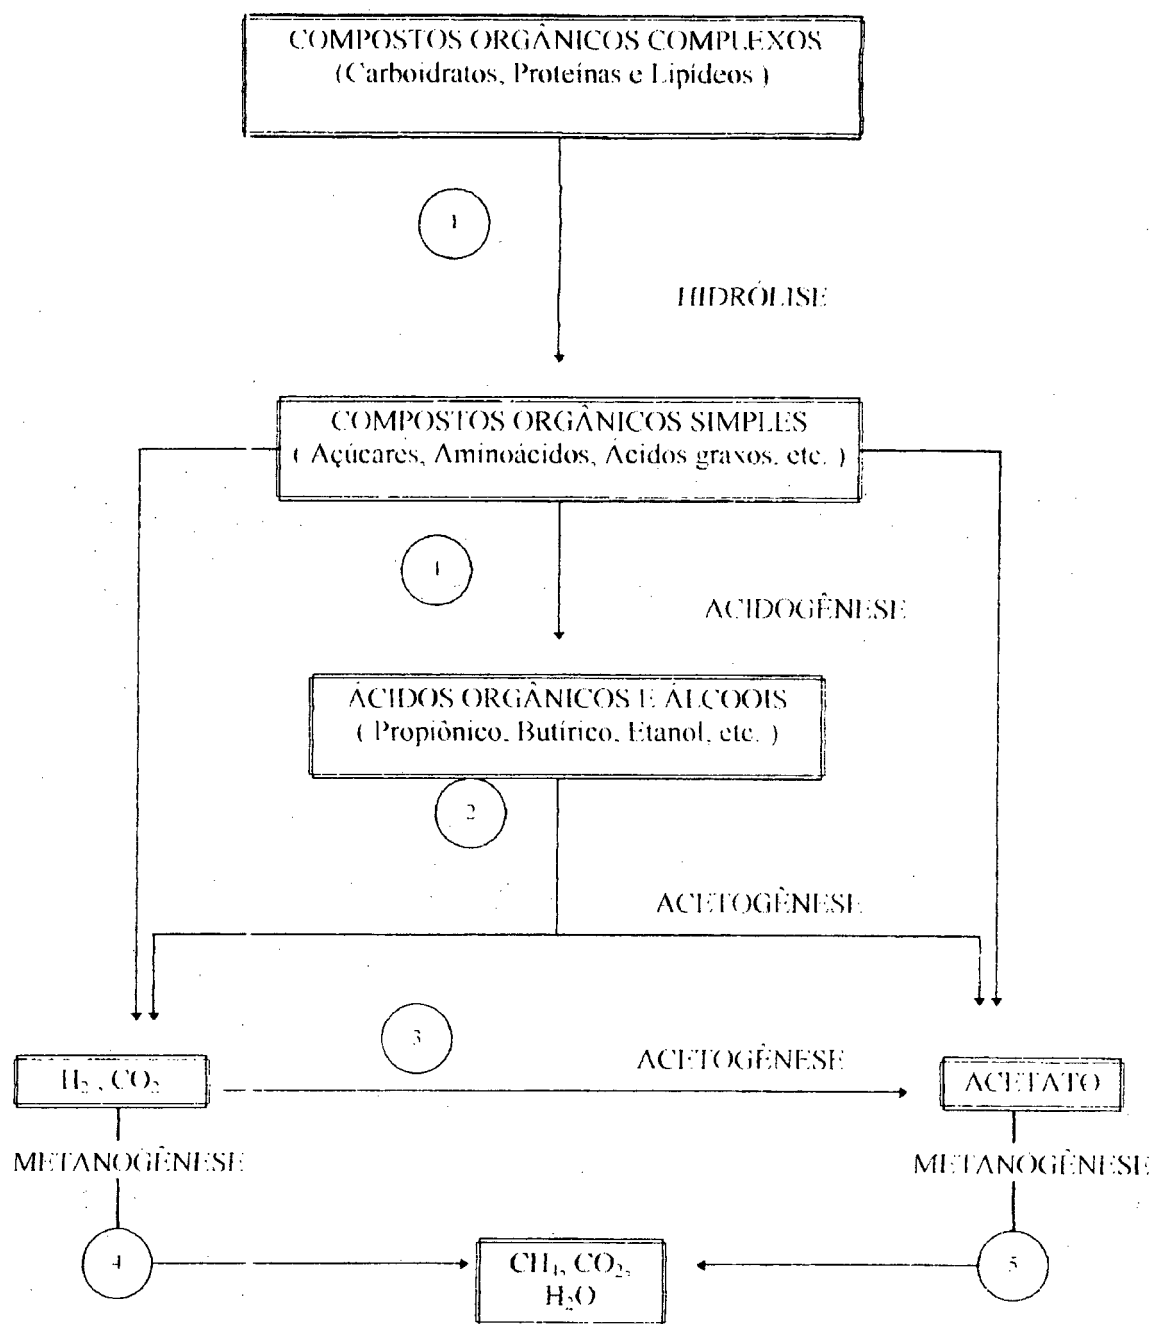 COMPOSTOS ORGÂNICOS COMPLEXOS
(Carboidratos, Proteínas e Lipídeos )
1
HIDRÓLISE
COMPOSTOS ORGÂNICOS SIMPLES
( Açúcares, Aminoácidos, Ácidos graxos, etc. )
1
ACIDOGÊNESE
ÁCIDOS ORGÂNICOS E ÁLCOOIS
( Propiônico, Butírico, Etanol, etc. )
2
ACETOGÊNESE
3
ACETOGÊNESE
H₂, CO₂
ACETATO
METANOGÊNESE
METANOGÊNESE
4
CH₄, CO₂,
H₂O
5